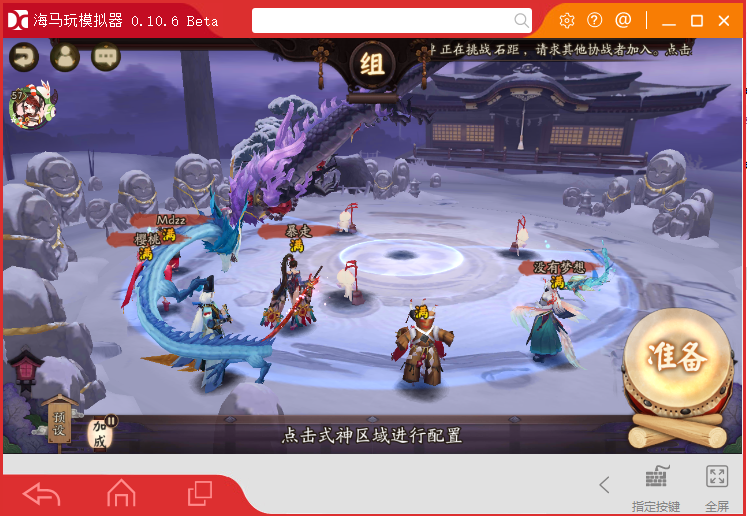 海马玩模拟器 0.10.6 Beta
组
正在挑战石距，请求其他协战者加入。点击
57
Mdzz
满
樱桃
满
暴走
满
没有梦想
满
满
准备
预设
加成
点击式神区域进行配置
指定按键
全屏